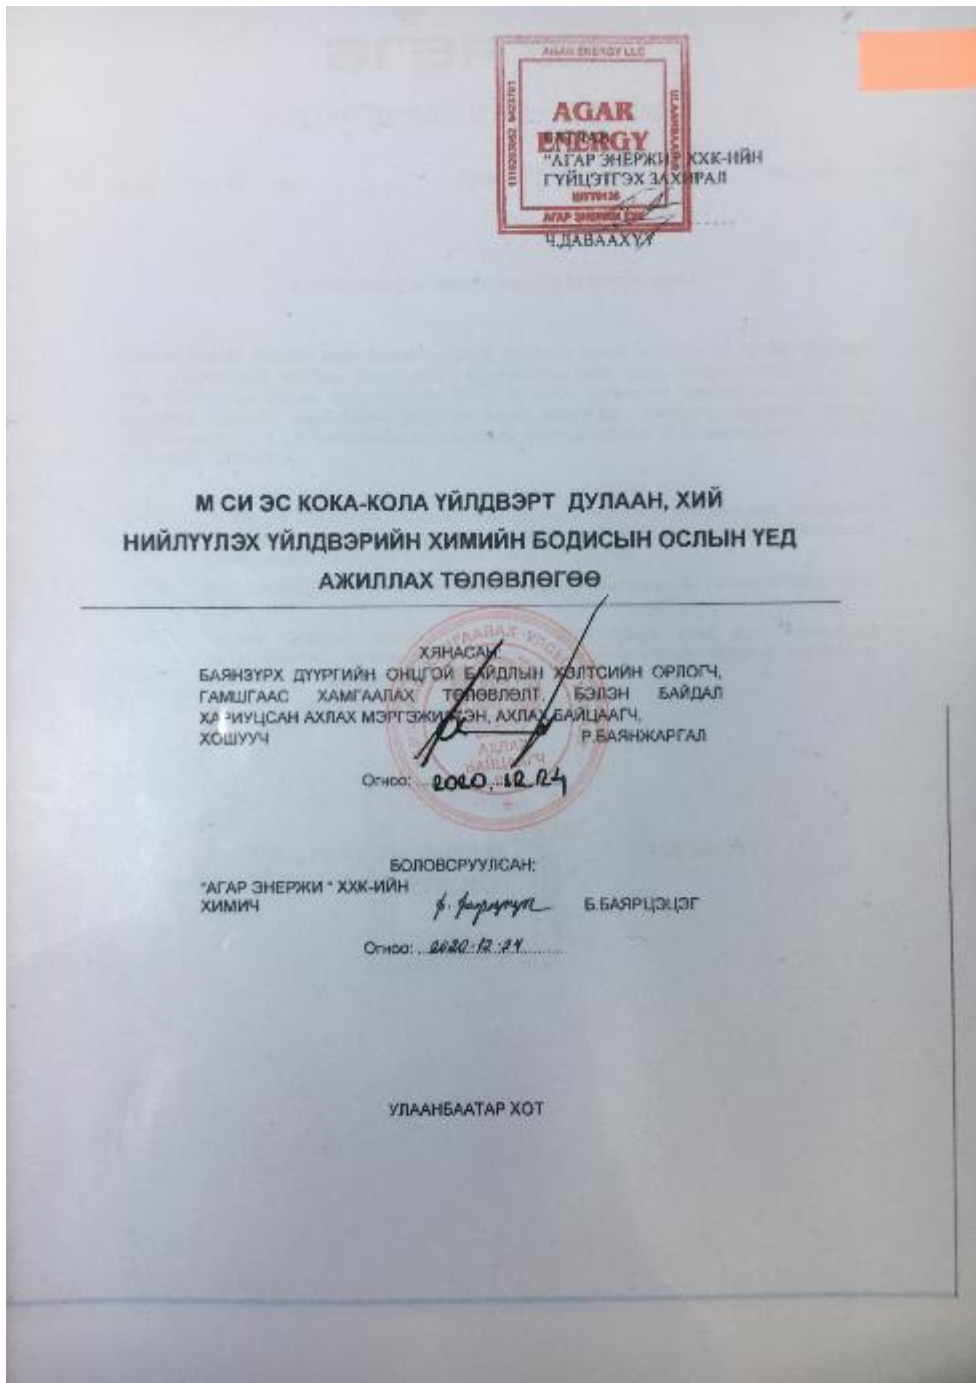 AGAR ENERGY LLC
AGAR
ENERGY
БАТЛАВ
"АГАР ЭНЕРЖИ" ХХК-ИЙН
ГҮЙЦЭТГЭХ ЗАХИРАЛ
АГАР ЭНЕРЖИ ХХК
Ч.ДАВААХҮҮ
М СИ ЭС КОКА-КОЛА ҮЙЛДВЭРТ ДУЛААН, ХИЙ
НИЙЛҮҮЛЭХ ҮЙЛДВЭРИЙН ХИМИЙН БОДИСЫН ОСЛЫН ҮЕД
АЖИЛЛАХ ТӨЛӨВЛӨГӨӨ
ХЯНАСАН:
БАЯНЗҮРХ ДҮҮРГИЙН ОНЦГОЙ БАЙДЛЫН ХЭЛТСИЙН ОРЛОГЧ,
ГАМШГААС ХАМГААЛАХ ТӨЛӨВЛӨЛТ, БЭЛЭН БАЙДАЛ
ХАРИУЦСАН АХЛАХ МЭРГЭЖИЛТЭН, АХЛАХ БАЙЦААГЧ,
ХОШУУЧ Р.БАЯНЖАРГАЛ
Огноо: 2020.12.24
БОЛОВСРУУЛСАН:
"АГАР ЭНЕРЖИ " ХХК-ИЙН
ХИМИЧ Б.БАЯРЦЭЦЭГ
Огноо: 2020-12-24
УЛААНБААТАР ХОТ